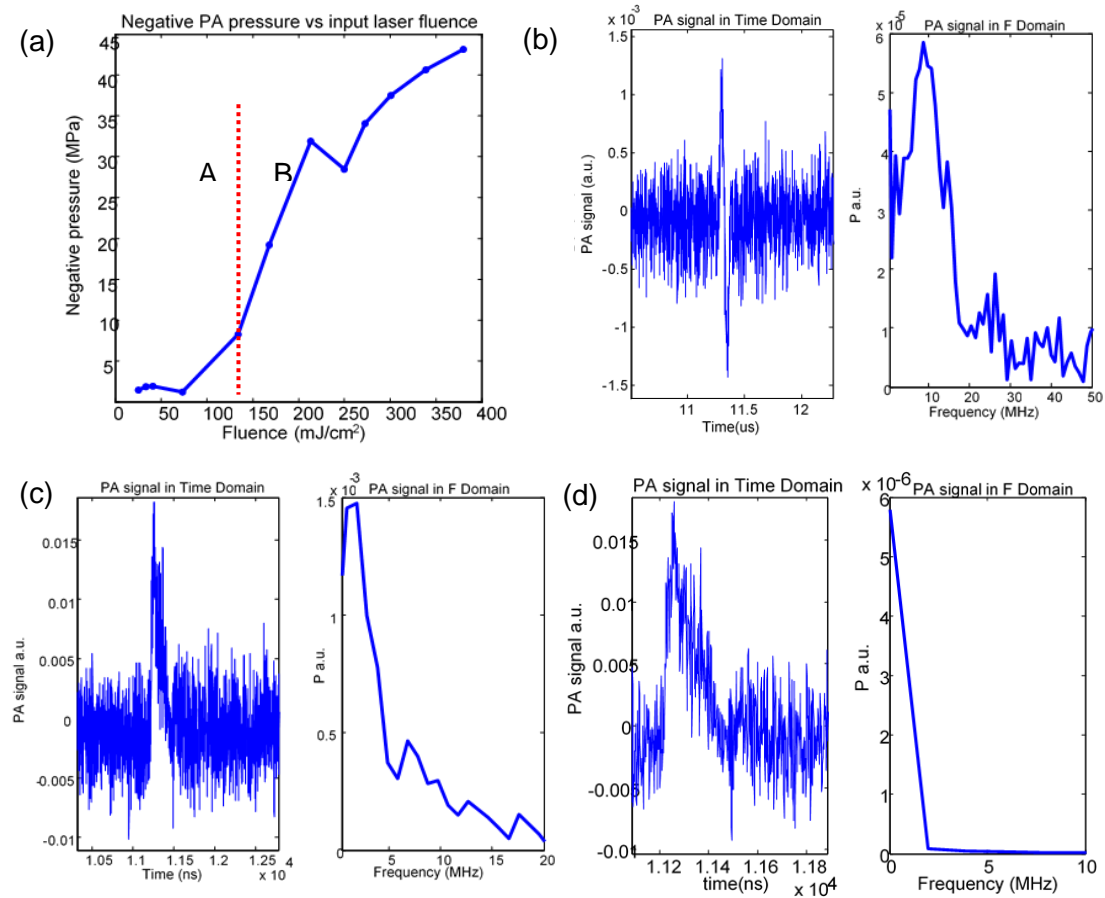 (a)
Negative PA pressure vs input laser fluence
Negative pressure (MPa)
45
40
35
30
25
20
15
10
5
A
B
0 50 100 150 200 250 300 350 400
Fluence (mJ/cm²)
(b)
x 10⁻³
PA signal in Time Domain
PA signal (a.u.)
1.5
1
0.5
0
-0.5
-1
-1.5
11 11.5 12
Time(us)
x 10⁻⁵
PA signal in F Domain
P a.u.
6
5
4
3
2
1
0
0 10 20 30 40 50
Frequency (MHz)
(c)
PA signal in Time Domain
PA signal a.u.
0.015
0.01
0.005
0
-0.005
-0.01
1.05 1.1 1.15 1.2 1.25
Time (ns)
x 10 4
x 10⁻³
PA signal in F Domain
P a.u.
1.5
1
0.5
0
0 5 10 15 20
Frequency (MHz)
(d)
PA signal in Time Domain
PA signal a.u.
0.015
0.01
0.005
0
-0.005
-0.01
1.12 1.14 1.16 1.18
time(ns)
x 10⁴
x 10⁻⁶
PA signal in F Domain
P a.u.
6
5
4
3
2
1
0
0 5 10
Frequency (MHz)